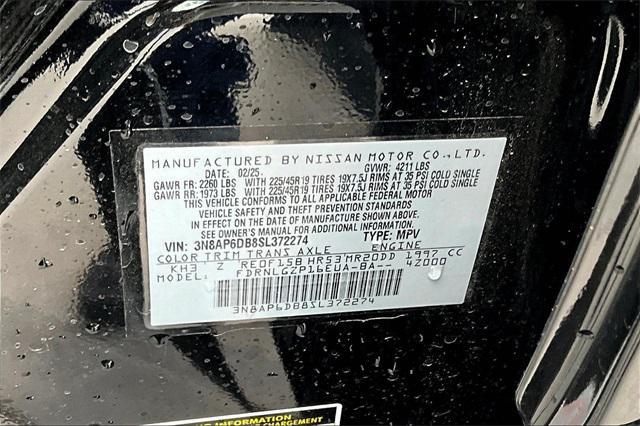 MANUFACTURED BY NISSAN MOTOR CO., LTD.
DATE: 02/25. GVWR: 4211 LBS
GAWR FR: 2260 LBS WITH 225/45R19 TIRES 19X7.5J RIMS AT 35 PSI COLD SINGLE
GAWR RR: 1973 LBS WITH 225/45R19 TIRES 19X7.5J RIMS AT 35 PSI COLD SINGLE
THIS VEHICLE CONFORMS TO ALL APPLICABLE FEDERAL MOTOR
VEHICLE SAFETY AND THEFT PREVENTION STANDARDS
IN EFFECT ON THE DATE OF MANUFACTURE SHOWN ABOVE.
SEE OWNER'S MANUAL FOR ADDITIONAL INFORMATION.
VIN: 3N8AP6DB8SL372274 TYPE: MPV
COLOR TRIM TRANS AXLE ENGINE
KH3 Z RE0F15B HR53 MR20DD 1997 CC
MODEL: FDRNLGZP16EUA-BA-- 4Z000
3N8AP6DB8SL372274
INFORMATION